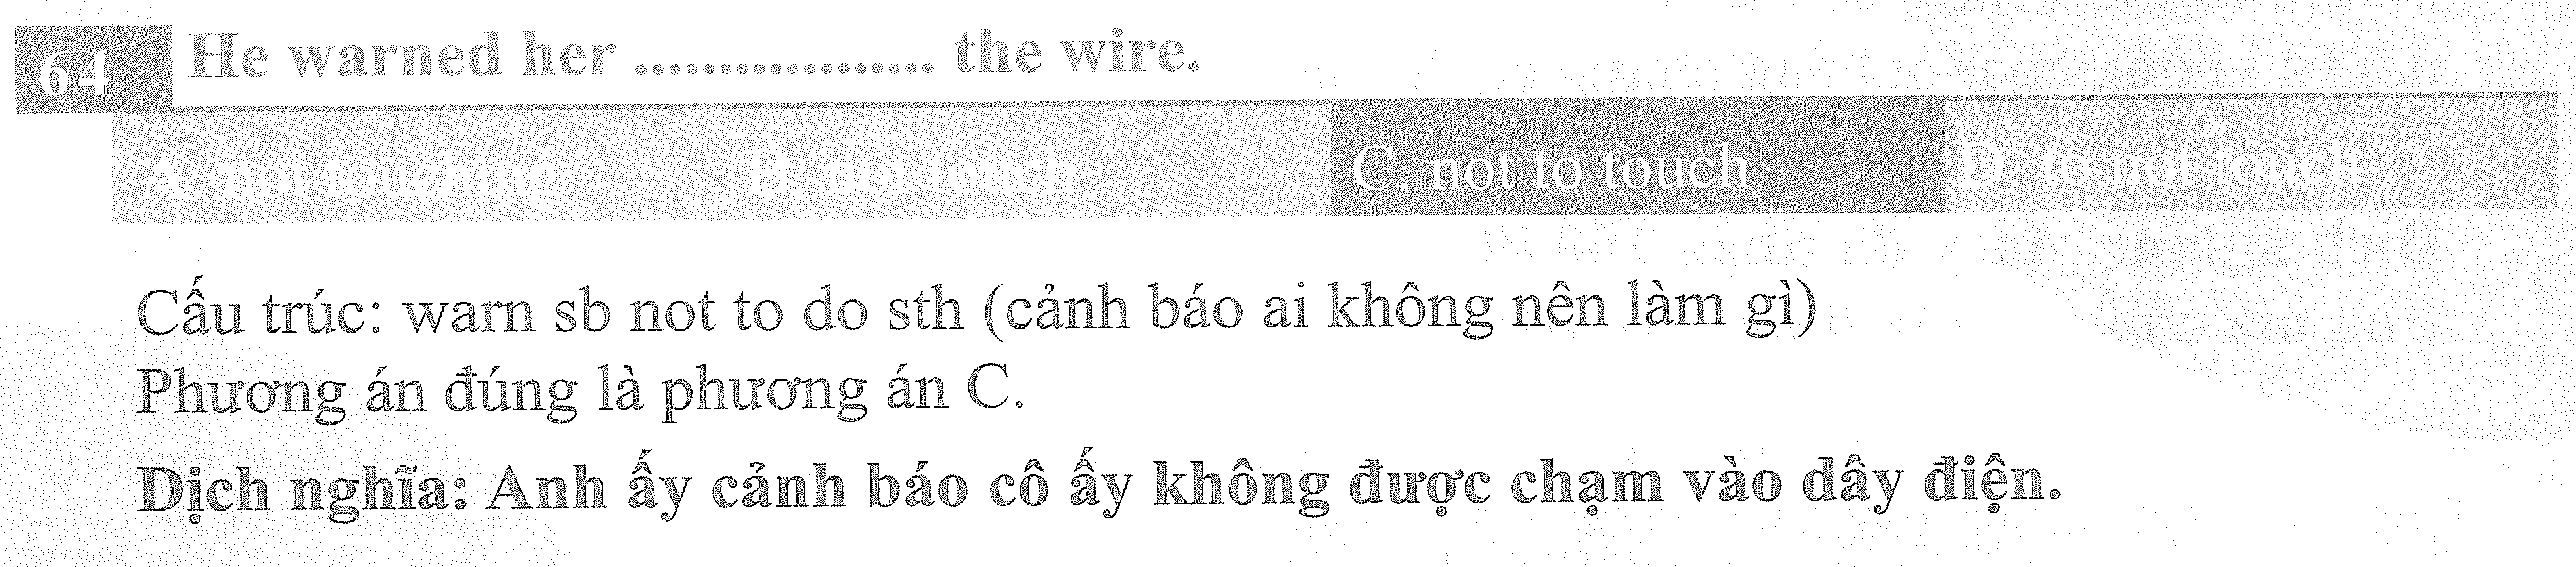 64 He warned her .................. the wire.
A. not touching B. not touch C. not to touch D. to not touch
Cấu trúc: warn sb not to do sth (cảnh báo ai không nên làm gì)
Phương án đúng là phương án C.
Dịch nghĩa: Anh ấy cảnh báo cô ấy không được chạm vào dây điện.